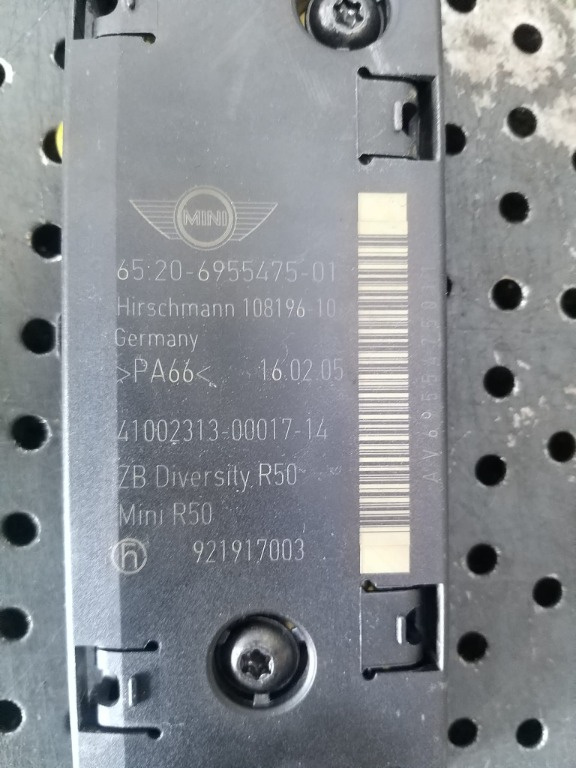 MINI
65:20-6955475-01
Hirschmann 108196-10
Germany
>PA66< 16.02.05
41002313-00017-14
ZB Diversity R50
Mini R50
h 921917003